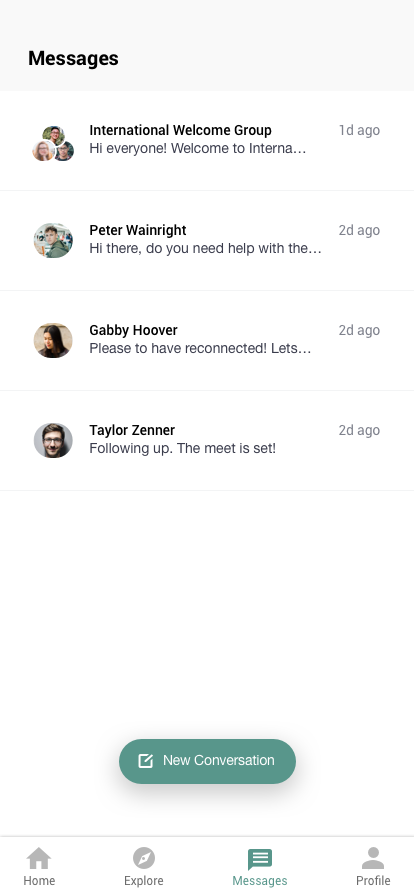 Messages
International Welcome Group
1d ago
Hi everyone! Welcome to Interna...
Peter Wainright
2d ago
Hi there, do you need help with the...
Gabby Hoover
2d ago
Please to have reconnected! Lets...
Taylor Zenner
2d ago
Following up. The meet is set!
New Conversation
Home
Explore
Messages
Profile